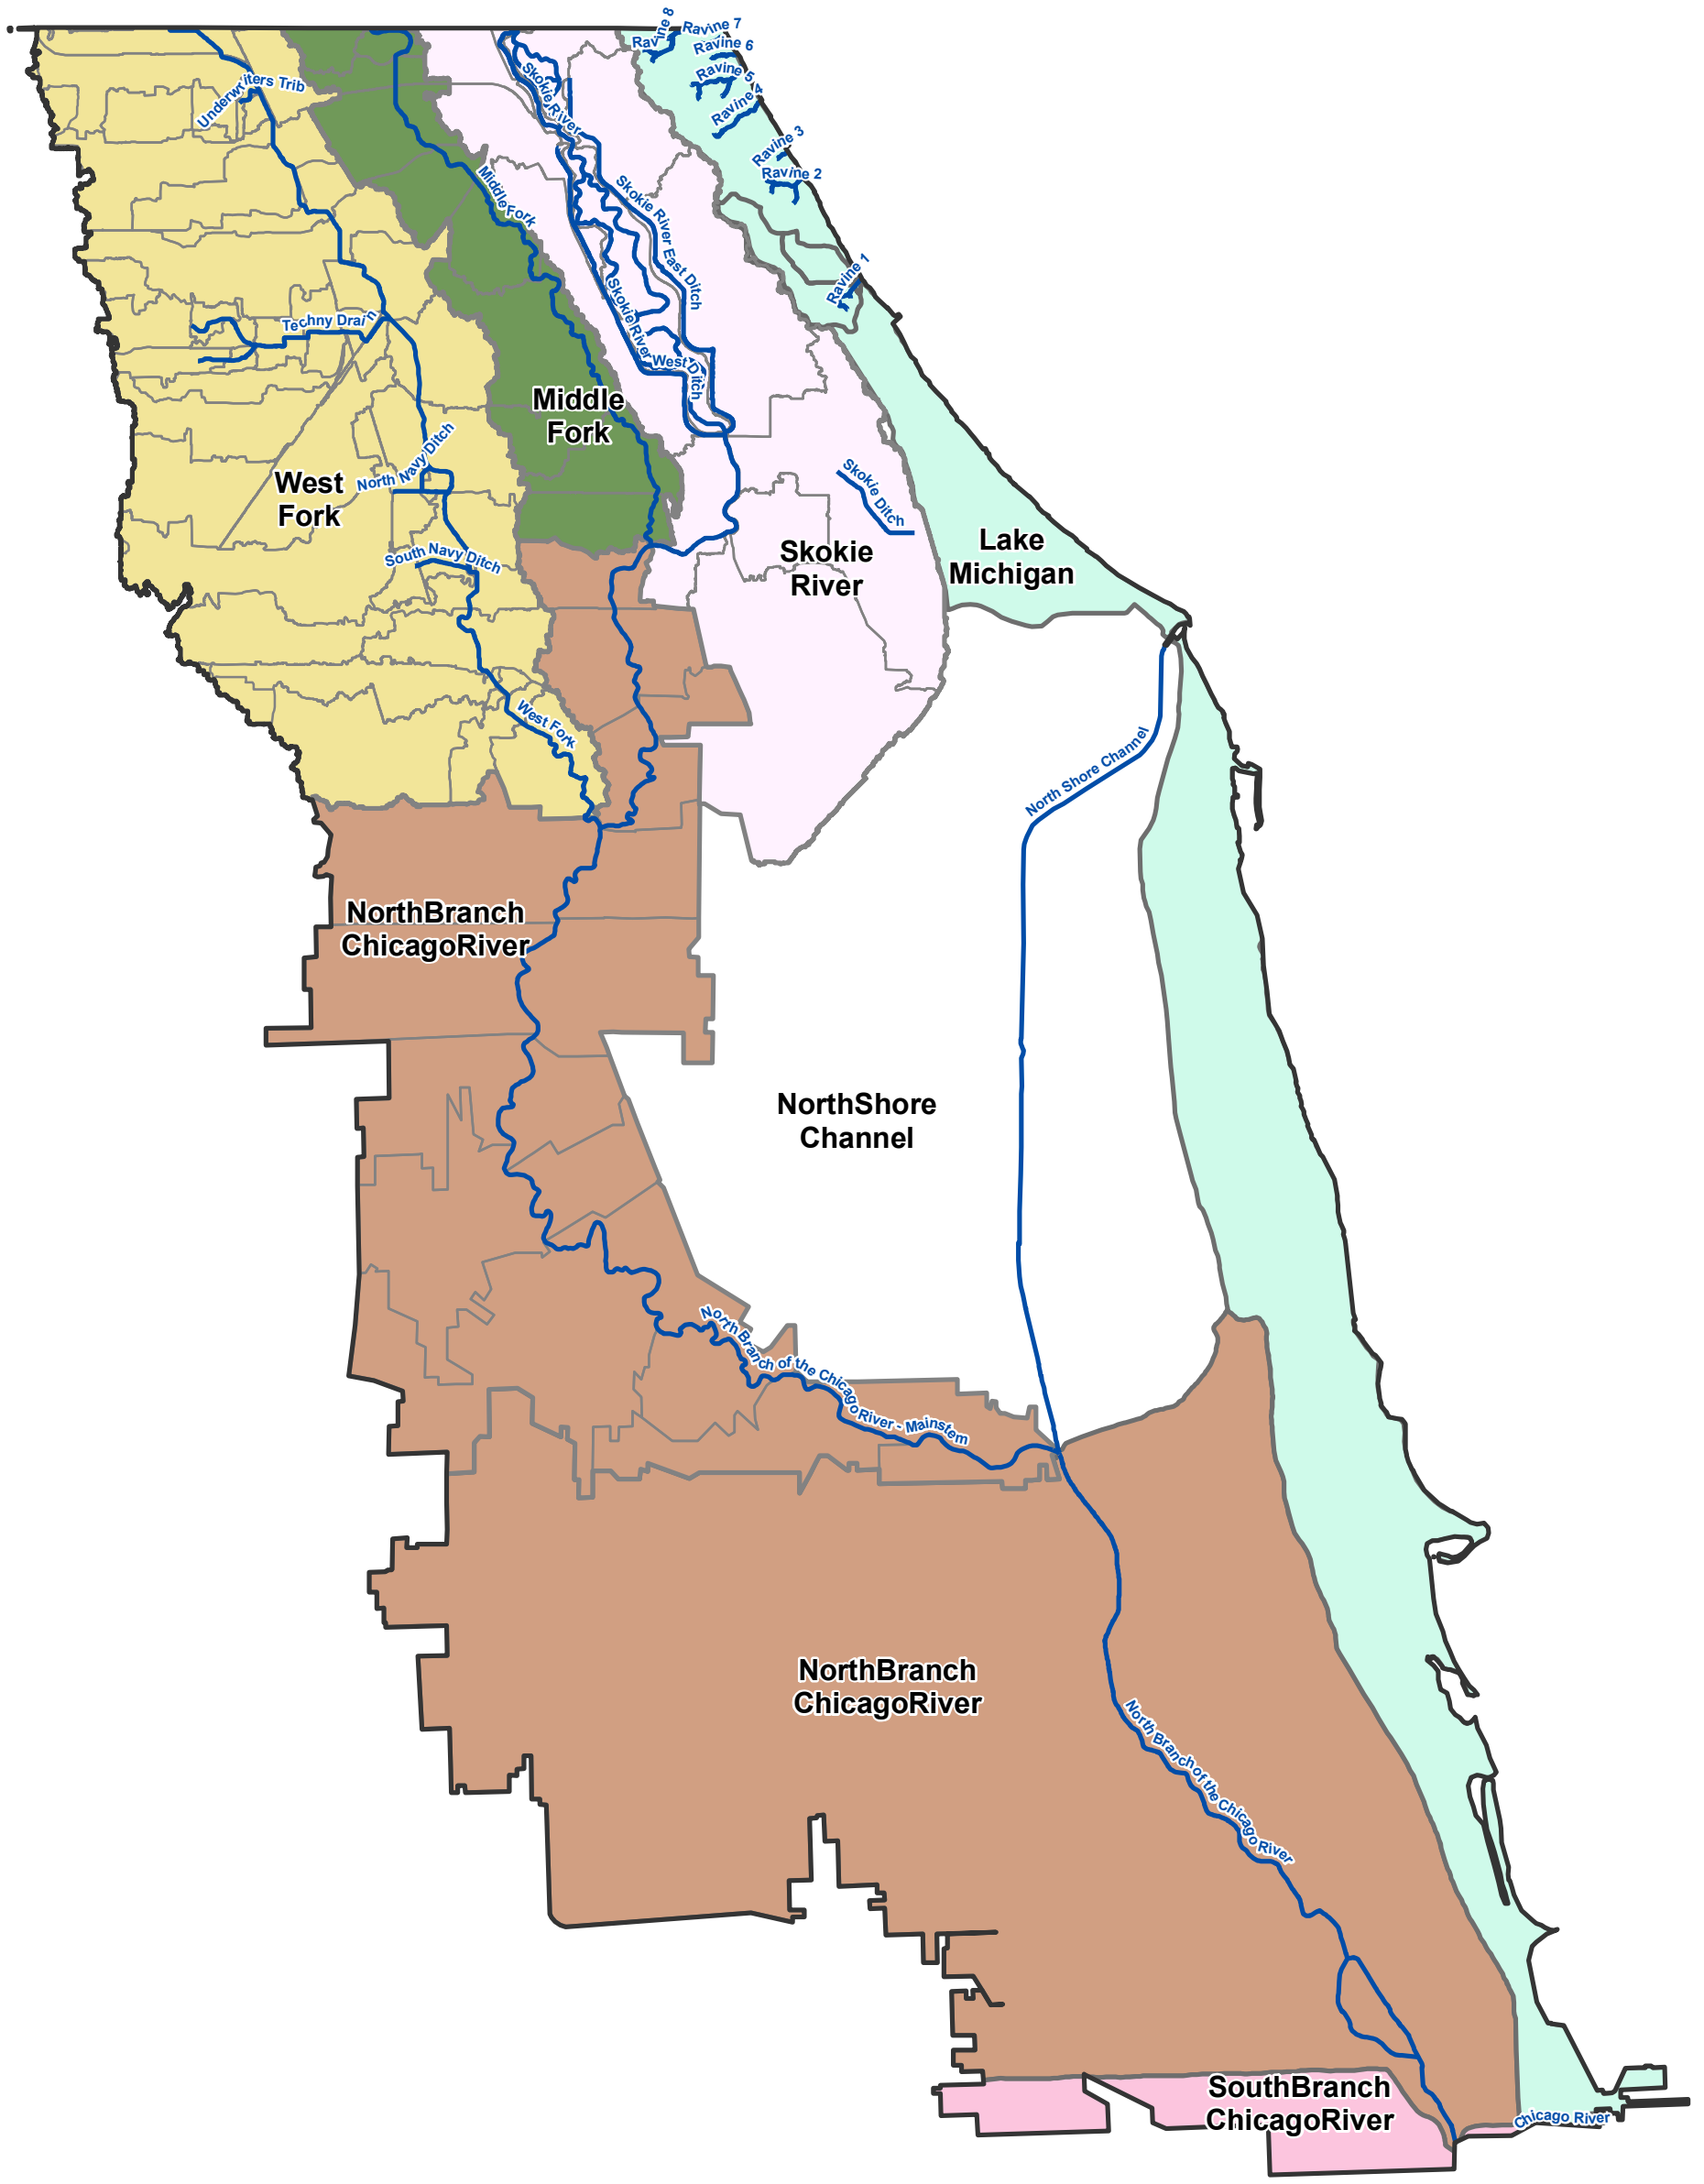 Ravine 8
Ravine 7
Ravine 6
Ravine 5
Ravine 4
Ravine 3
Ravine 2
Ravine 1
Underwriters Trib
Skokie River
Middle Fork
Skokie River East Ditch
Skokie River West Ditch
Techny Drain
Middle
Fork
North Navy Ditch
West
Fork
Skokie Ditch
South Navy Ditch
Skokie
River
Lake
Michigan
West Fork
North Shore Channel
NorthBranch
ChicagoRiver
NorthShore
Channel
North Branch of the Chicago River - Mainstem
NorthBranch
ChicagoRiver
North Branch of the Chicago River
SouthBranch
ChicagoRiver
Chicago River